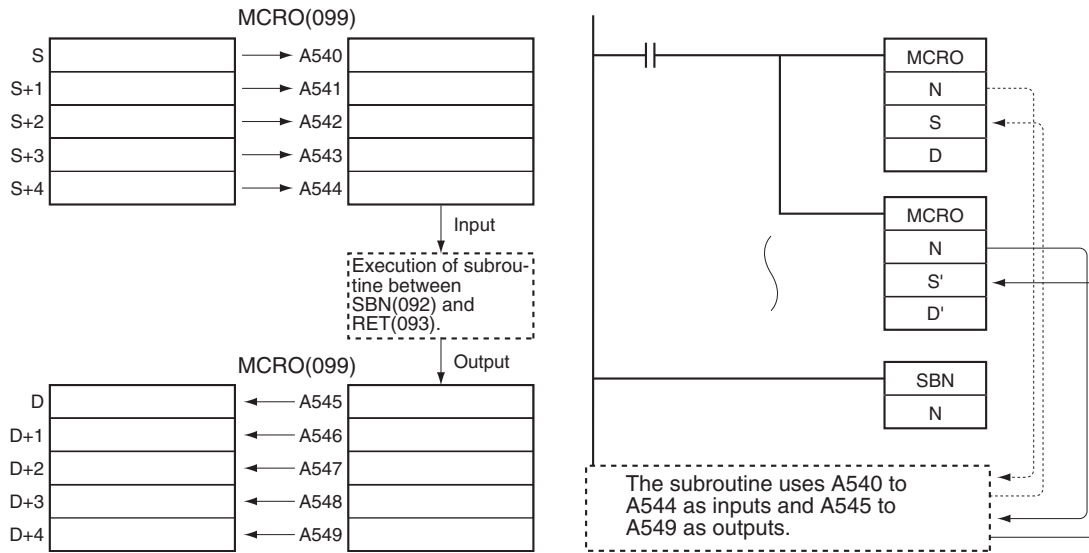 MCRO(099)
S
A540
S+1
A541
S+2
A542
S+3
A543
S+4
A544
Input
Execution of subrou-
tine between
SBN(092) and
RET(093).
Output
MCRO(099)
D
A545
D+1
A546
D+2
A547
D+3
A548
D+4
A549
MCRO
N
S
D
MCRO
N
S'
D'
SBN
N
The subroutine uses A540 to
A544 as inputs and A545 to
A549 as outputs.